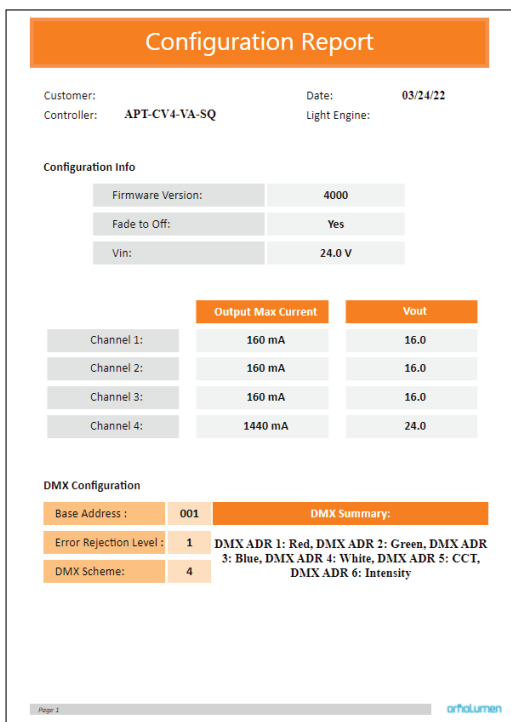 Configuration Report
Customer: Date: 03/24/22
Controller: APT-CV4-VA-SQ Light Engine:
Configuration Info
Firmware Version: 4000
Fade to Off: Yes
Vin: 24.0 V
Output Max Current Vout
Channel 1: 160 mA 16.0
Channel 2: 160 mA 16.0
Channel 3: 160 mA 16.0
Channel 4: 1440 mA 24.0
DMX Configuration
Base Address : 001 DMX Summary:
Error Rejection Level : 1 DMX ADR 1: Red, DMX ADR 2: Green, DMX ADR
3: Blue, DMX ADR 4: White, DMX ADR 5: CCT,
DMX Scheme: 4 DMX ADR 6: Intensity
Page 1 artholumen